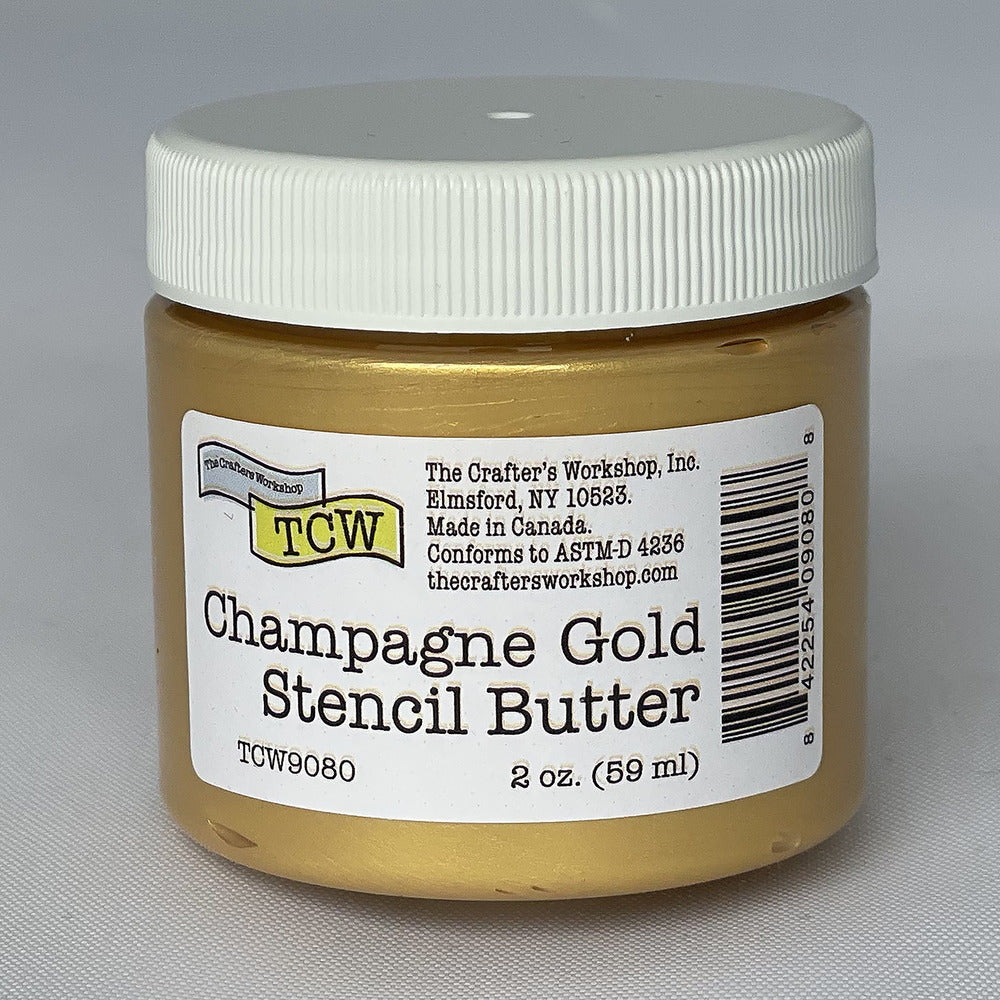 The Crafters Workshop
TCW
The Crafter's Workshop, Inc.
Elmsford, NY 10523.
Made in Canada.
Conforms to ASTM-D 4236
thecraftersworkshop.com
Champagne Gold
Stencil Butter
TCW9080
2 oz. (59 ml)
8 42254 09080 8